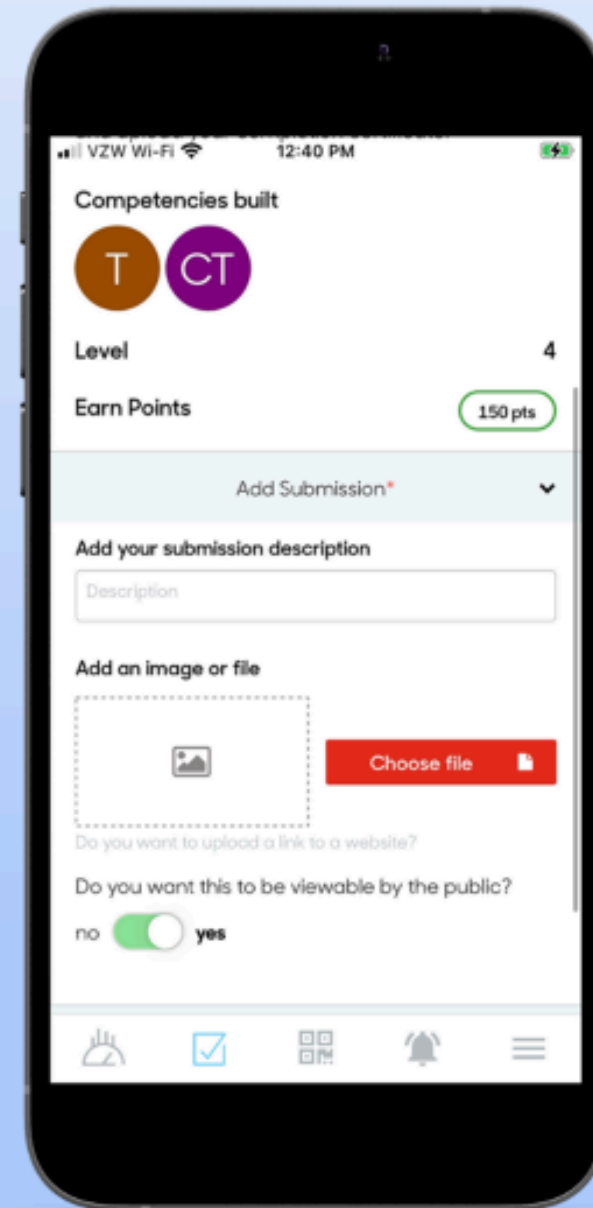 VZW Wi-Fi 12:40 PM
Competencies built
T CT
Level 4
Earn Points 150 pts
Add Submission*
Add your submission description
Description
Add an image or file
Choose file
Do you want to upload a link to a website?
Do you want this to be viewable by the public?
no yes